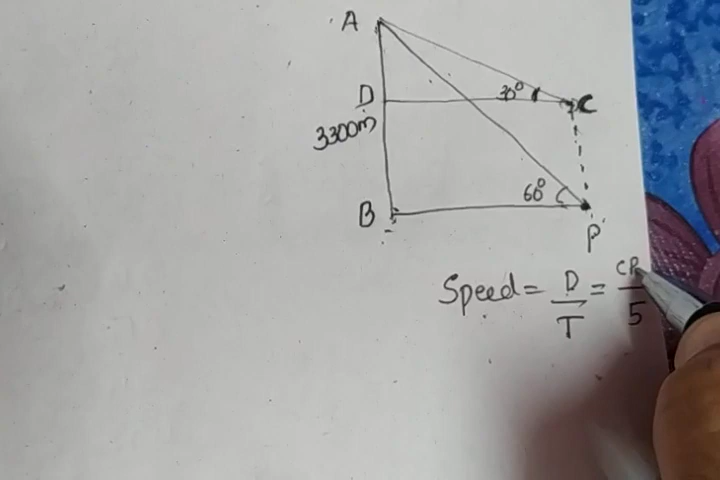 A
30°
D
C
3300m
60°
B
P
Speed = D/T = CP/5